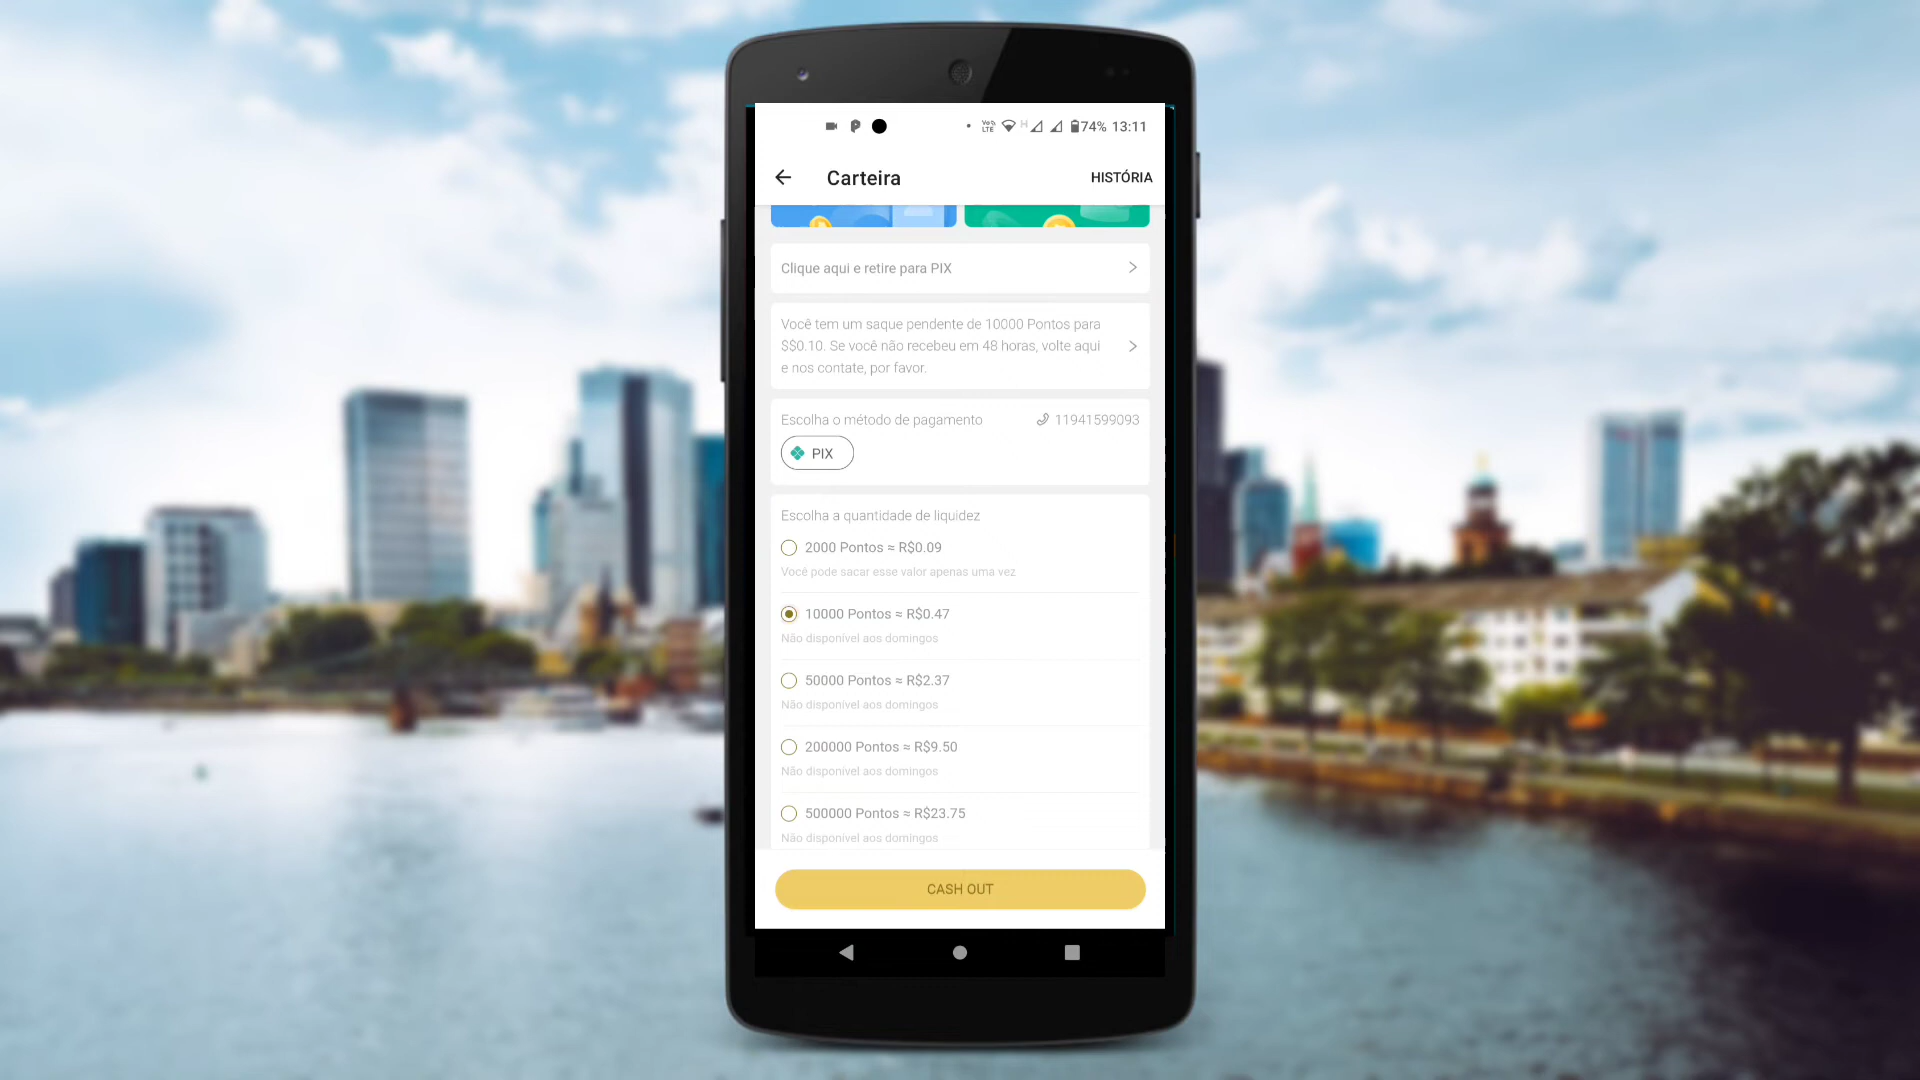 74% 13:11
Carteira
HISTÓRIA
Clique aqui e retire para PIX
Você tem um saque pendente de 10000 Pontos para
$$0.10. Se você não recebeu em 48 horas, volte aqui
e nos contate, por favor.
Escolha o método de pagamento
11941599093
PIX
Escolha a quantidade de liquidez
2000 Pontos ≈ R$0.09
Você pode sacar esse valor apenas uma vez
10000 Pontos ≈ R$0.47
Não disponível aos domingos
50000 Pontos ≈ R$2.37
Não disponível aos domingos
200000 Pontos ≈ R$9.50
Não disponível aos domingos
500000 Pontos ≈ R$23.75
Não disponível aos domingos
CASH OUT